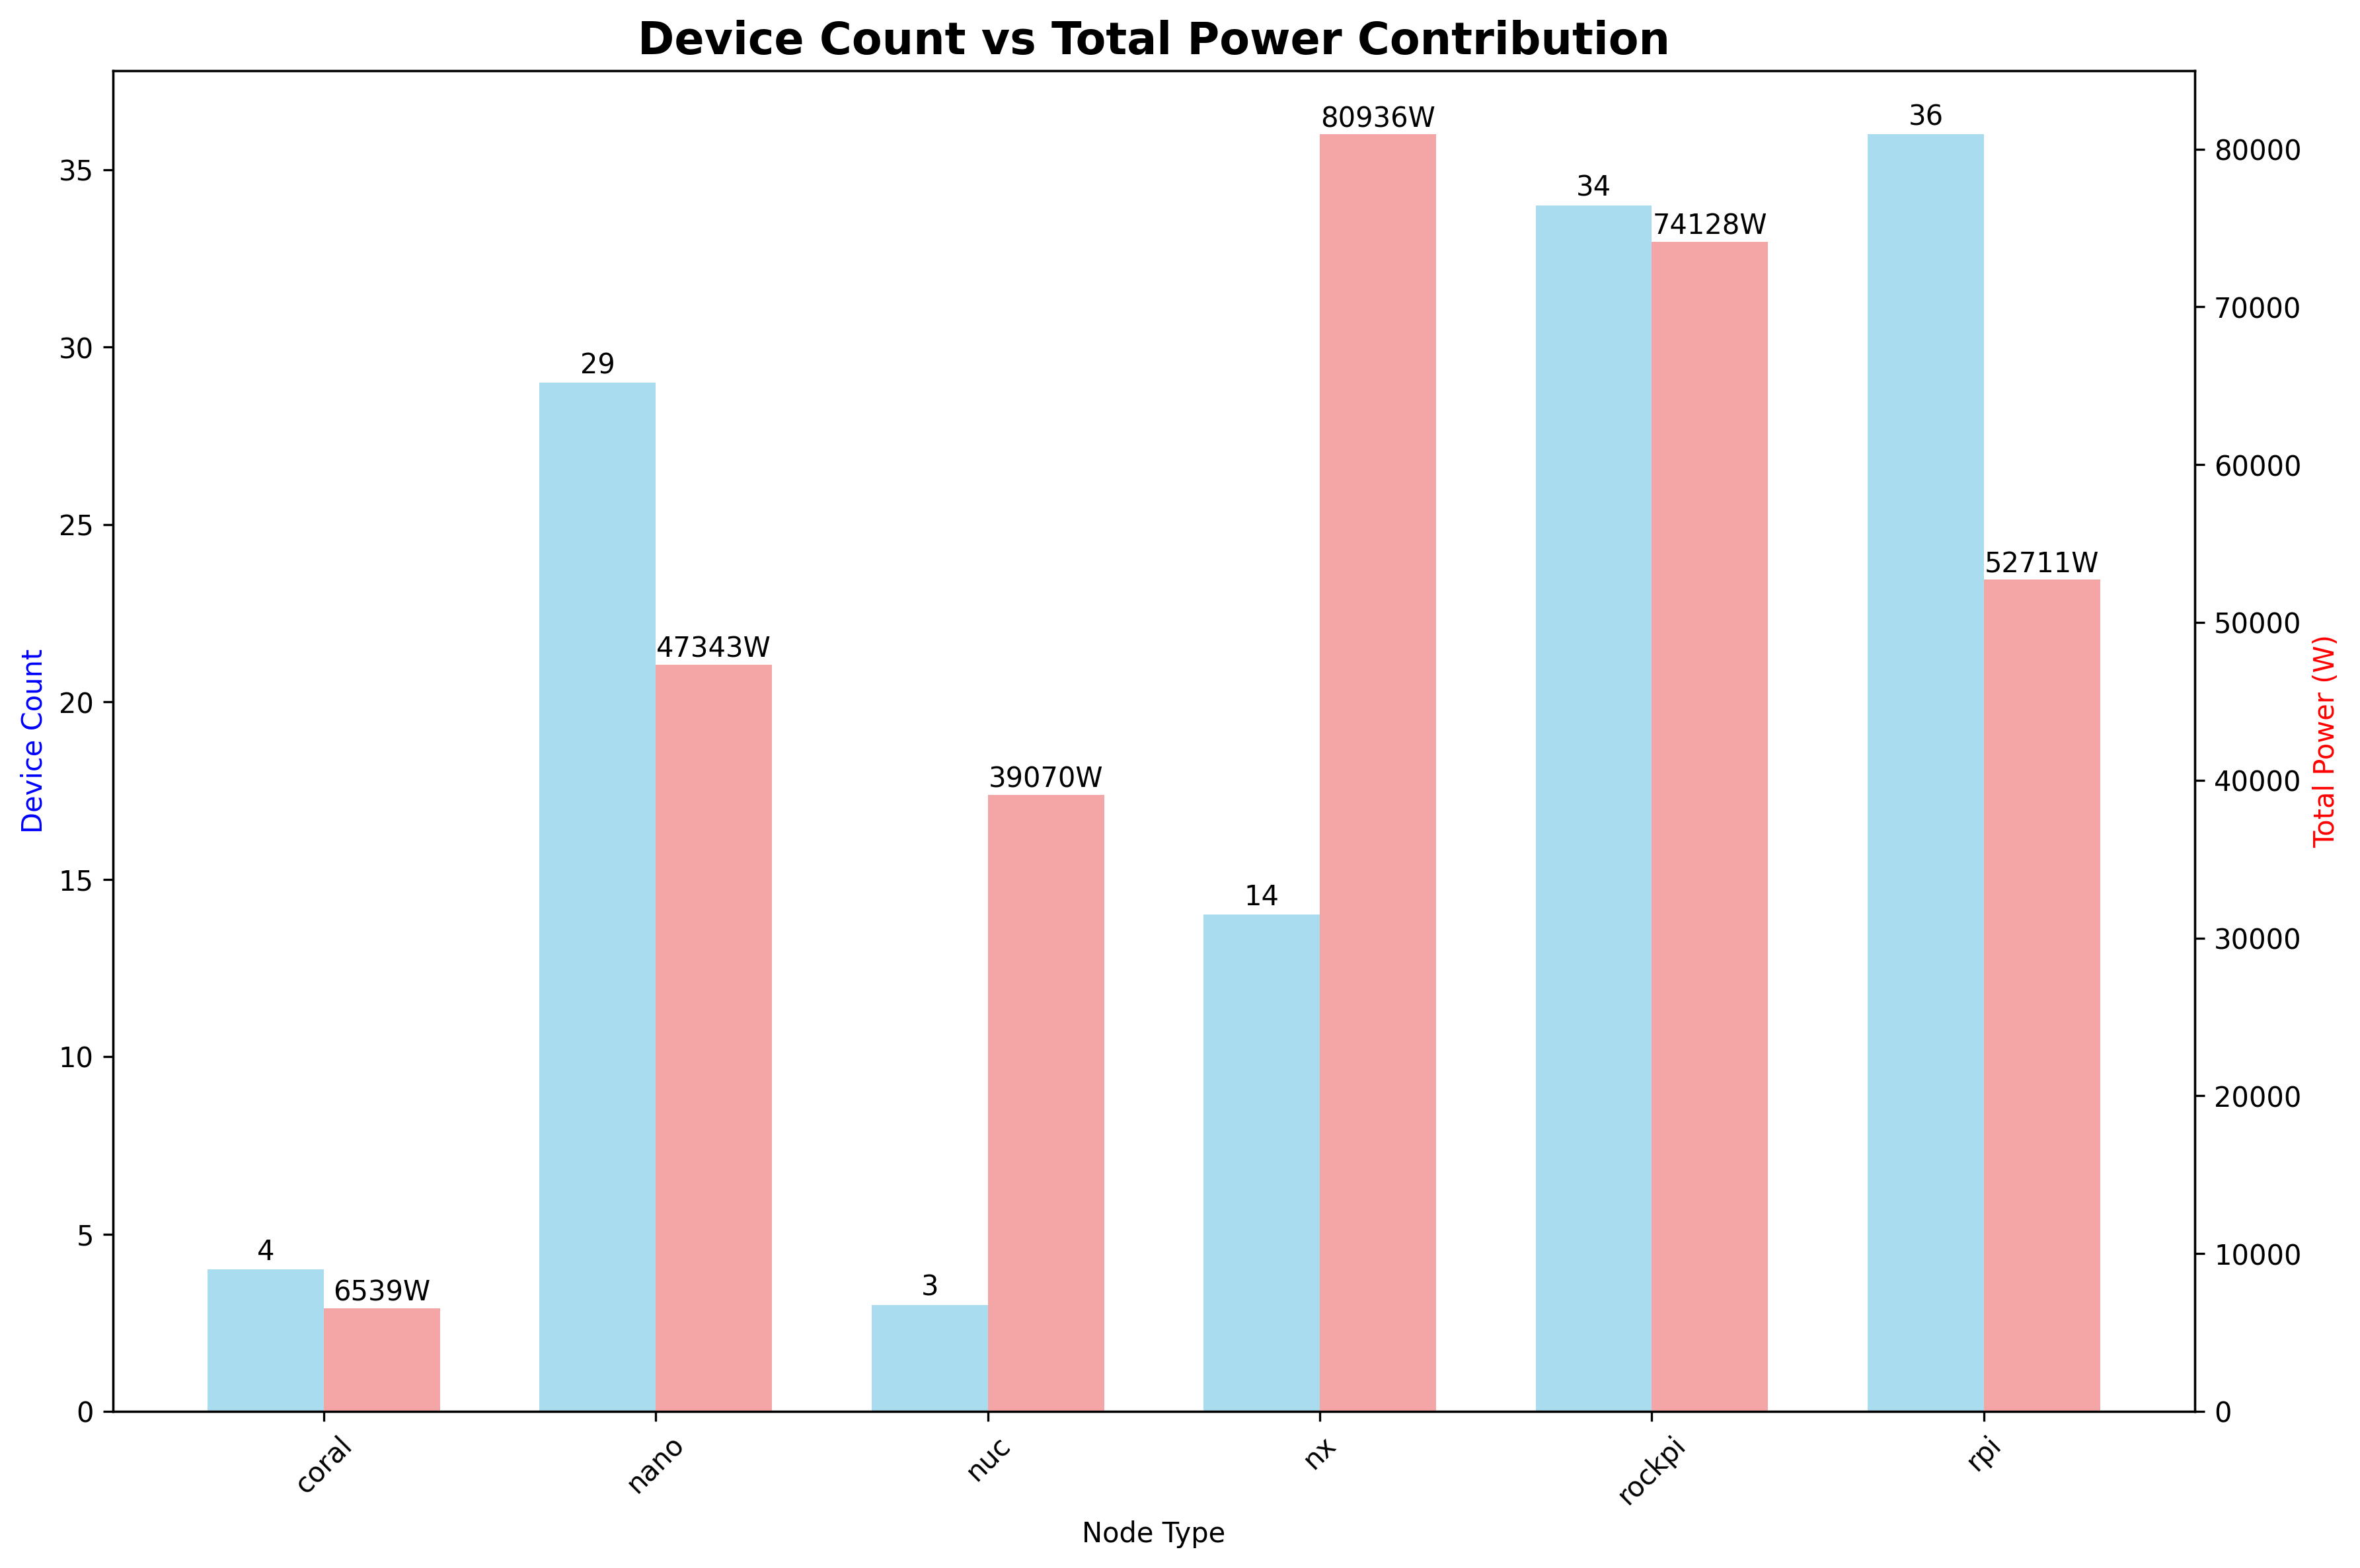 Device Count vs Total Power Contribution
Device Count
35
30
25
20
15
10
5
0
4
6539W
29
47343W
3
39070W
14
80936W
34
74128W
36
52711W
80000
70000
60000
50000
40000
30000
20000
10000
0
Total Power (W)
coral
nano
nuc
nx
rockpi
rpi
Node Type